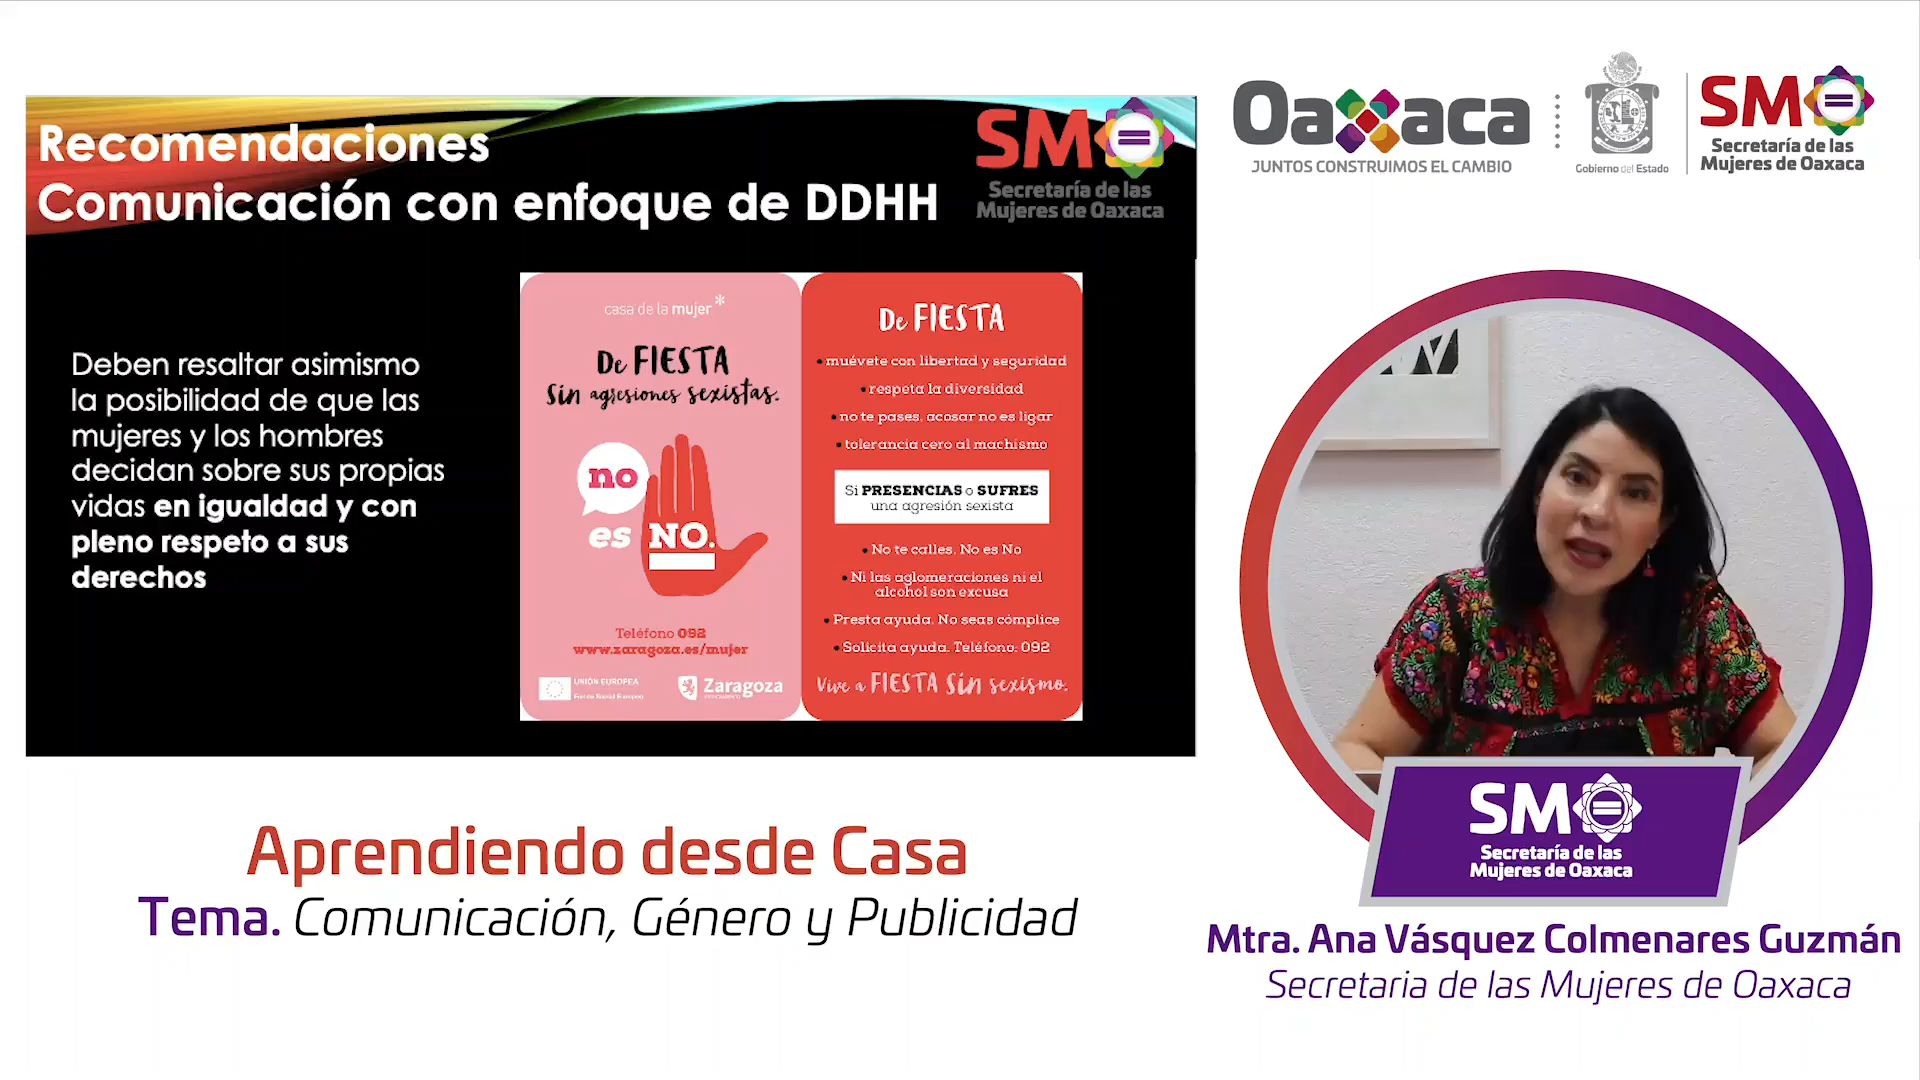 Recomendaciones
Comunicación con enfoque de DDHH
SM
Secretaría de las
Mujeres de Oaxaca
Deben resaltar asimismo
la posibilidad de que las
mujeres y los hombres
decidan sobre sus propias
vidas en igualdad y con
pleno respeto a sus
derechos
casa de la mujer*
De FIESTA
Sin agresiones sexistas.
no
es NO.
Teléfono 092
www.zaragoza.es/mujer
UNIÓN EUROPEA
Fondo Social Europeo
Zaragoza
De FIESTA
• muévete con libertad y seguridad
• respeta la diversidad
• no te pases, acosar no es ligar
• tolerancia cero al machismo
Si PRESENCIAS o SUFRES
una agresión sexista
• No te calles. No es No
• Ni las aglomeraciones ni el
alcohol son excusa
• Presta ayuda. No seas cómplice
• Solicita ayuda. Teléfono: 092
Vive a FIESTA Sin sexismo.
Oaxaca
JUNTOS CONSTRUIMOS EL CAMBIO
Gobierno del Estado
SM
Secretaría de las
Mujeres de Oaxaca
SM
Secretaría de las
Mujeres de Oaxaca
Aprendiendo desde Casa
Tema. Comunicación, Género y Publicidad
Mtra. Ana Vásquez Colmenares Guzmán
Secretaria de las Mujeres de Oaxaca